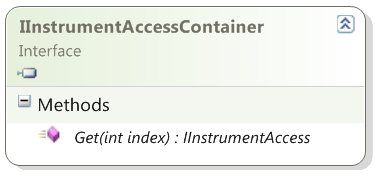 IInstrumentAccessContainer
Interface
Methods
Get(int index) : IInstrumentAccess